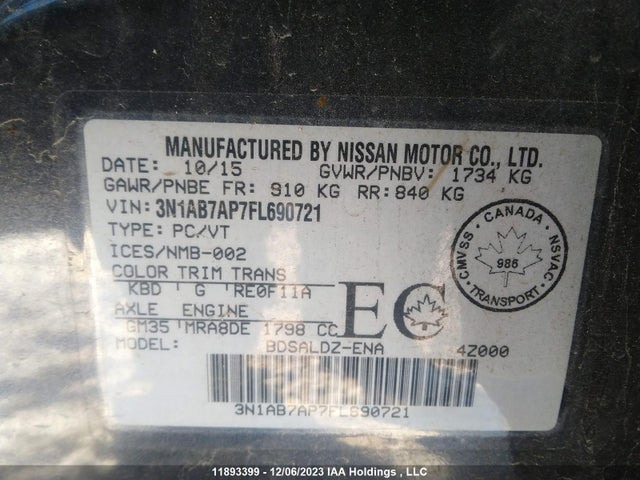 MANUFACTURED BY NISSAN MOTOR CO., LTD.
DATE: 10/15 GVWR/PNBV: 1734 KG
GAWR/PNBE FR: 910 KG RR: 840 KG
VIN: 3N1AB7AP7FL690721
TYPE: PC/VT
ICES/NMB-002
COLOR TRIM TRANS
KBD G RE0F11A
AXLE ENGINE
GM35 MRA8DE 1798 CC
MODEL: BDSALDZ-ENA 4Z000
EC
CMVSS CANADA NSVAC
986
TRANSPORT
3N1AB7AP7FL690721
11893399 - 12/06/2023 IAA Holdings , LLC